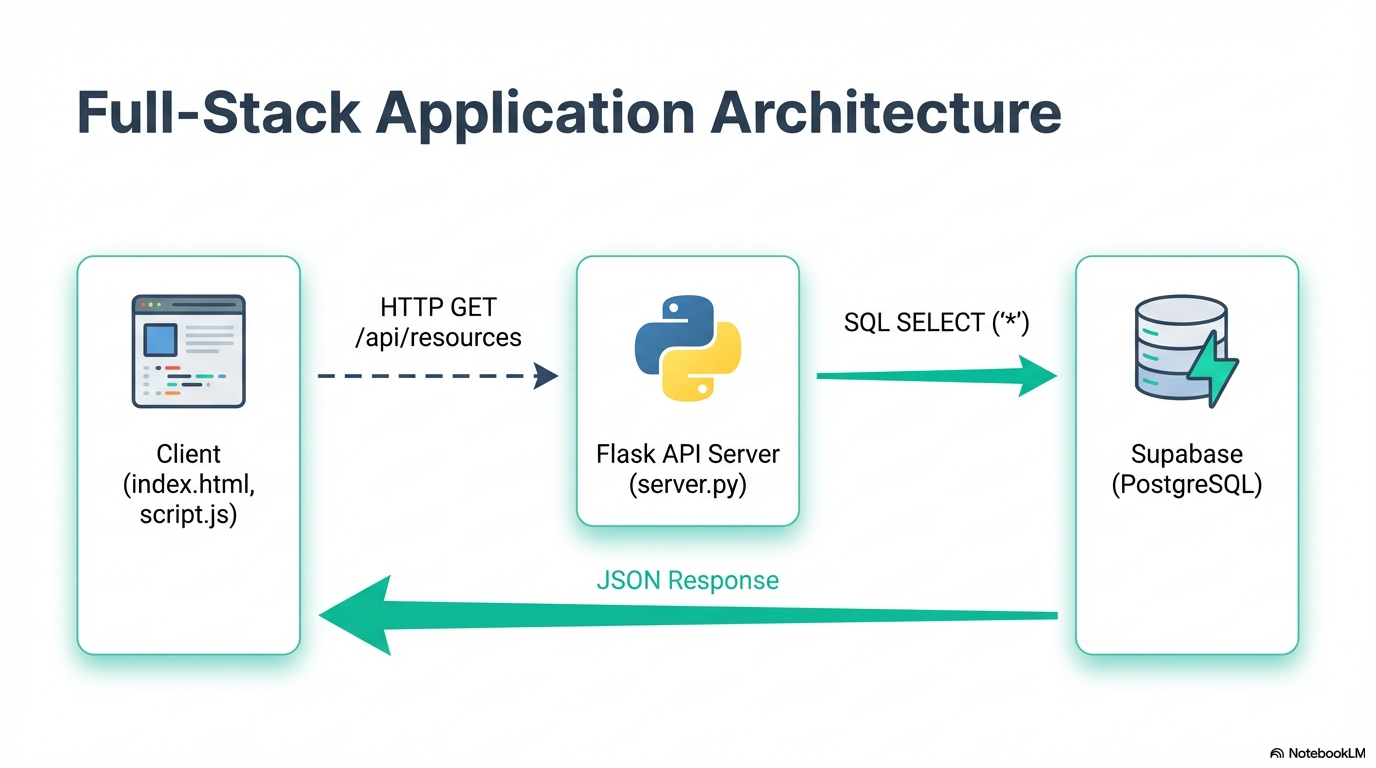 Full-Stack Application Architecture
HTTP GET
/api/resources
SQL SELECT (‘*’)
Client
(index.html,
script.js)
Flask API Server
(server.py)
Supabase
(PostgreSQL)
JSON Response
NotebookLM